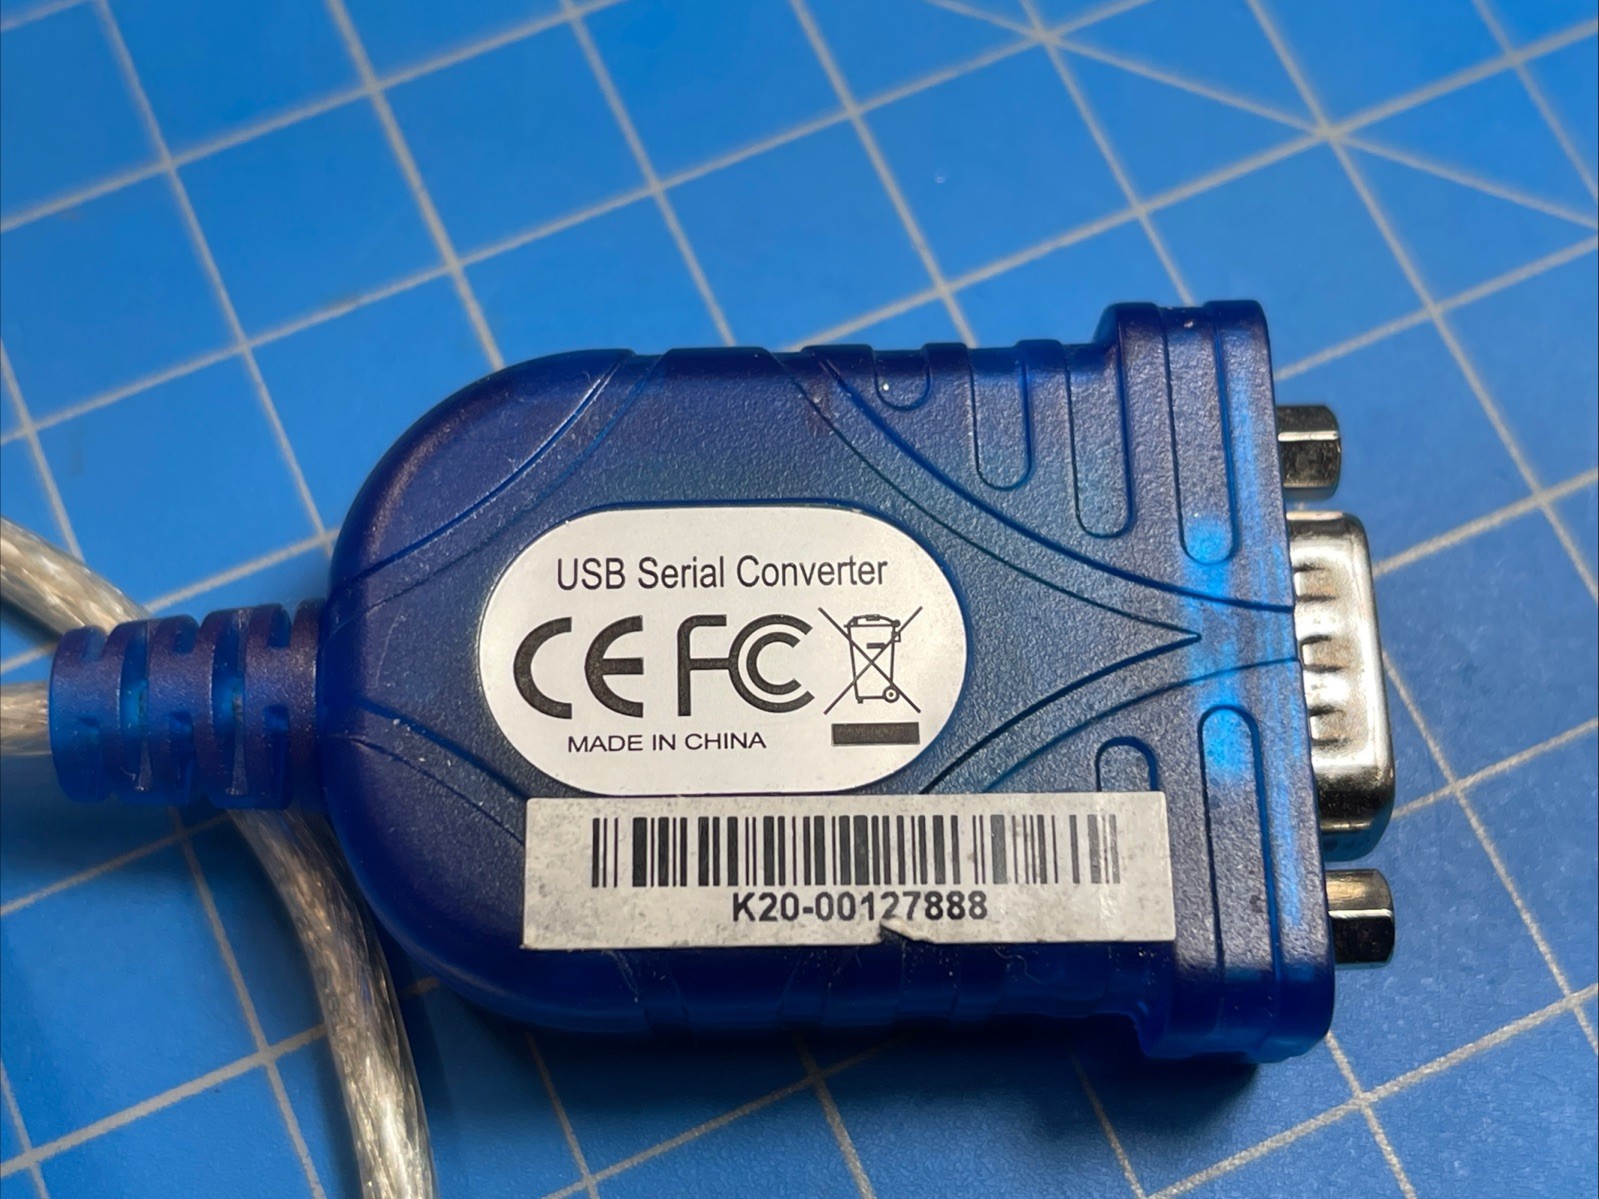 USB Serial Converter
CE FC
MADE IN CHINA
K20-00127888